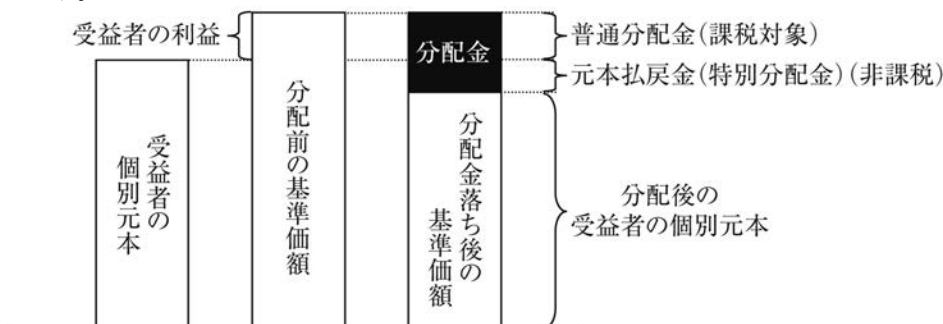 受益者の利益
分配金
普通分配金(課税対象)
元本払戻金(特別分配金)(非課税)
受益者の
個別元本
分配前の基準価額
分配金落ち後の
基準価額
分配後の
受益者の個別元本